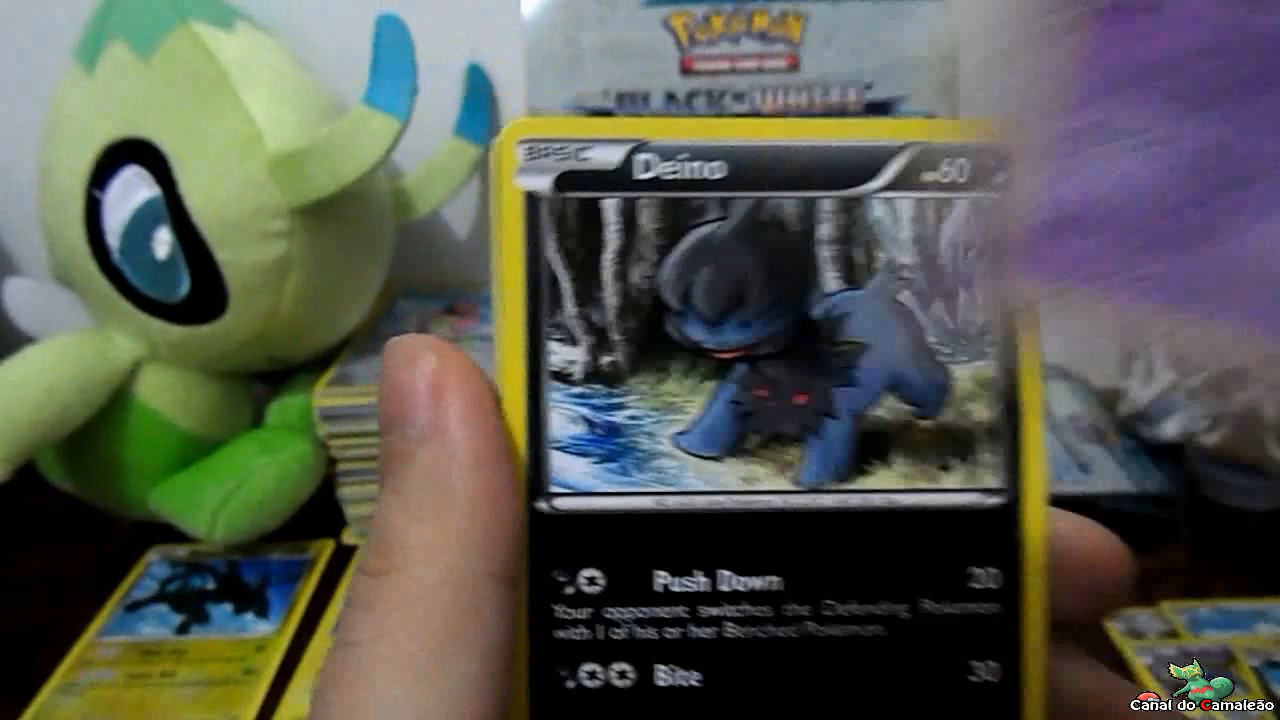 POKéMON
BLACK & WHITE
BASIC
Deino
HP60
Push Down 20
Your opponent switches the Defending Pokémon
with 1 of his or her Benched Pokémon.
Bite 30
Canal do Camaleão